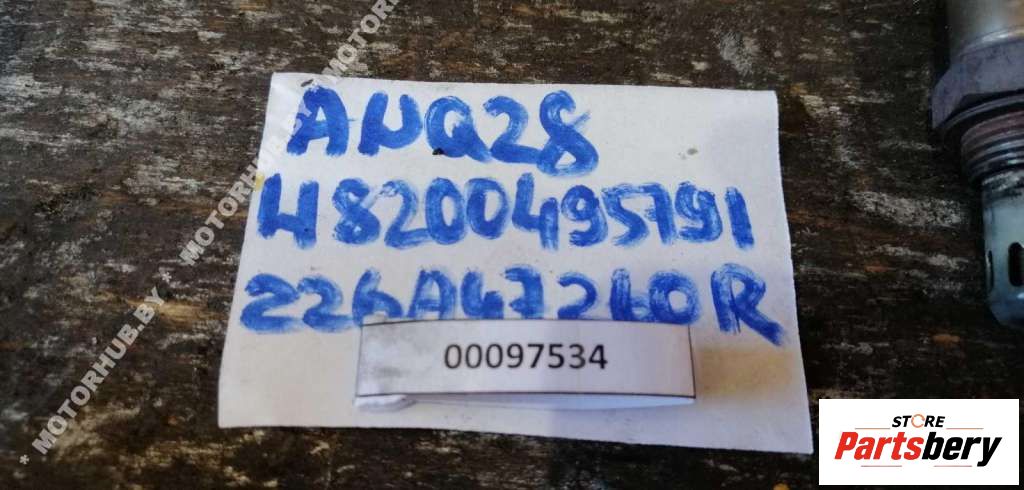 ANQ28
H8200495791
226A47260R
00097534
* MOTORHUB.BY * MOTORHUB.BY * MOTORHUB.BY
STORE
Partsbery